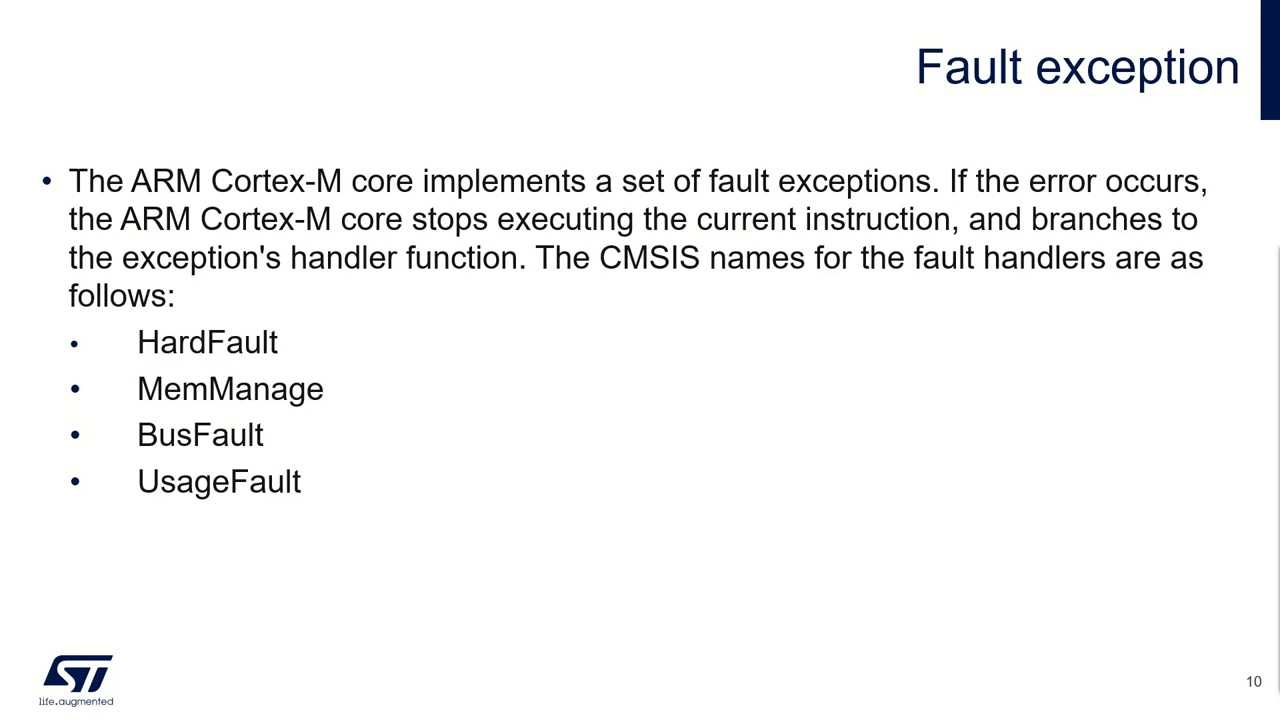 Fault exception
• The ARM Cortex-M core implements a set of fault exceptions. If the error occurs,
the ARM Cortex-M core stops executing the current instruction, and branches to
the exception's handler function. The CMSIS names for the fault handlers are as
follows:
• HardFault
• MemManage
• BusFault
• UsageFault
ST
life.augmented
10